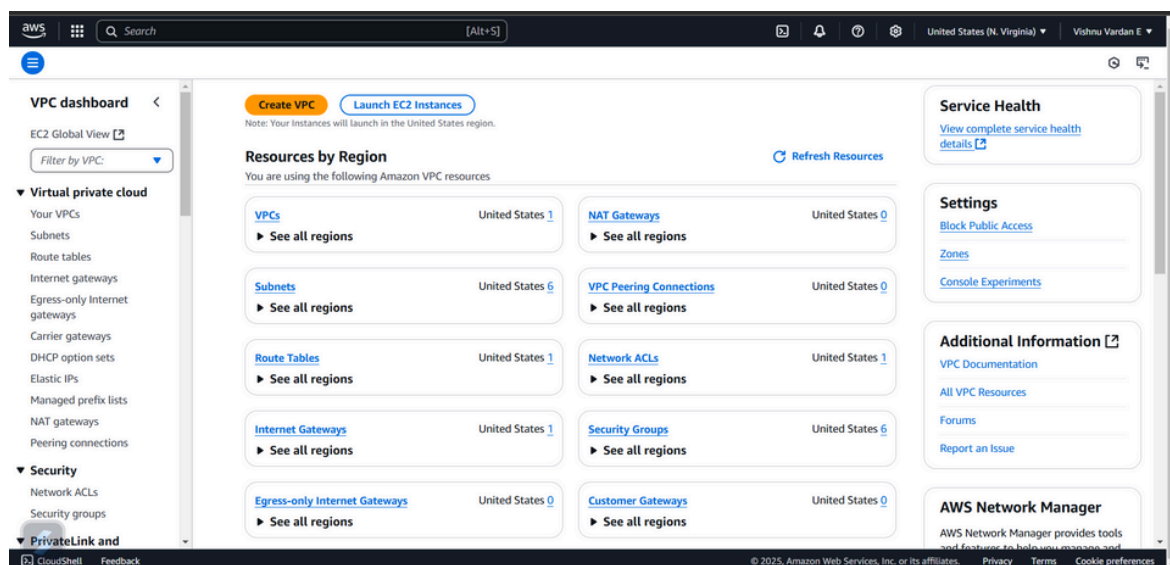 aws
Search
[Alt+S]
United States (N. Virginia)
Vishnu Vardan E
VPC dashboard
EC2 Global View
Filter by VPC:
Virtual private cloud
Your VPCs
Subnets
Route tables
Internet gateways
Egress-only Internet
gateways
Carrier gateways
DHCP option sets
Elastic IPs
Managed prefix lists
NAT gateways
Peering connections
Security
Network ACLs
Security groups
PrivateLink and
Create VPC
Launch EC2 Instances
Note: Your Instances will launch in the United States region.
Resources by Region
Refresh Resources
You are using the following Amazon VPC resources
VPCs United States 1
See all regions
NAT Gateways United States 0
See all regions
Subnets United States 6
See all regions
VPC Peering Connections United States 0
See all regions
Route Tables United States 1
See all regions
Network ACLs United States 1
See all regions
Internet Gateways United States 1
See all regions
Security Groups United States 6
See all regions
Egress-only Internet Gateways United States 0
See all regions
Customer Gateways United States 0
See all regions
Service Health
View complete service health
details
Settings
Block Public Access
Zones
Console Experiments
Additional Information
VPC Documentation
All VPC Resources
Forums
Report an Issue
AWS Network Manager
AWS Network Manager provides tools
and features to help you manage and
CloudShell
Feedback
© 2025, Amazon Web Services, Inc. or its affiliates.
Privacy
Terms
Cookie preferences